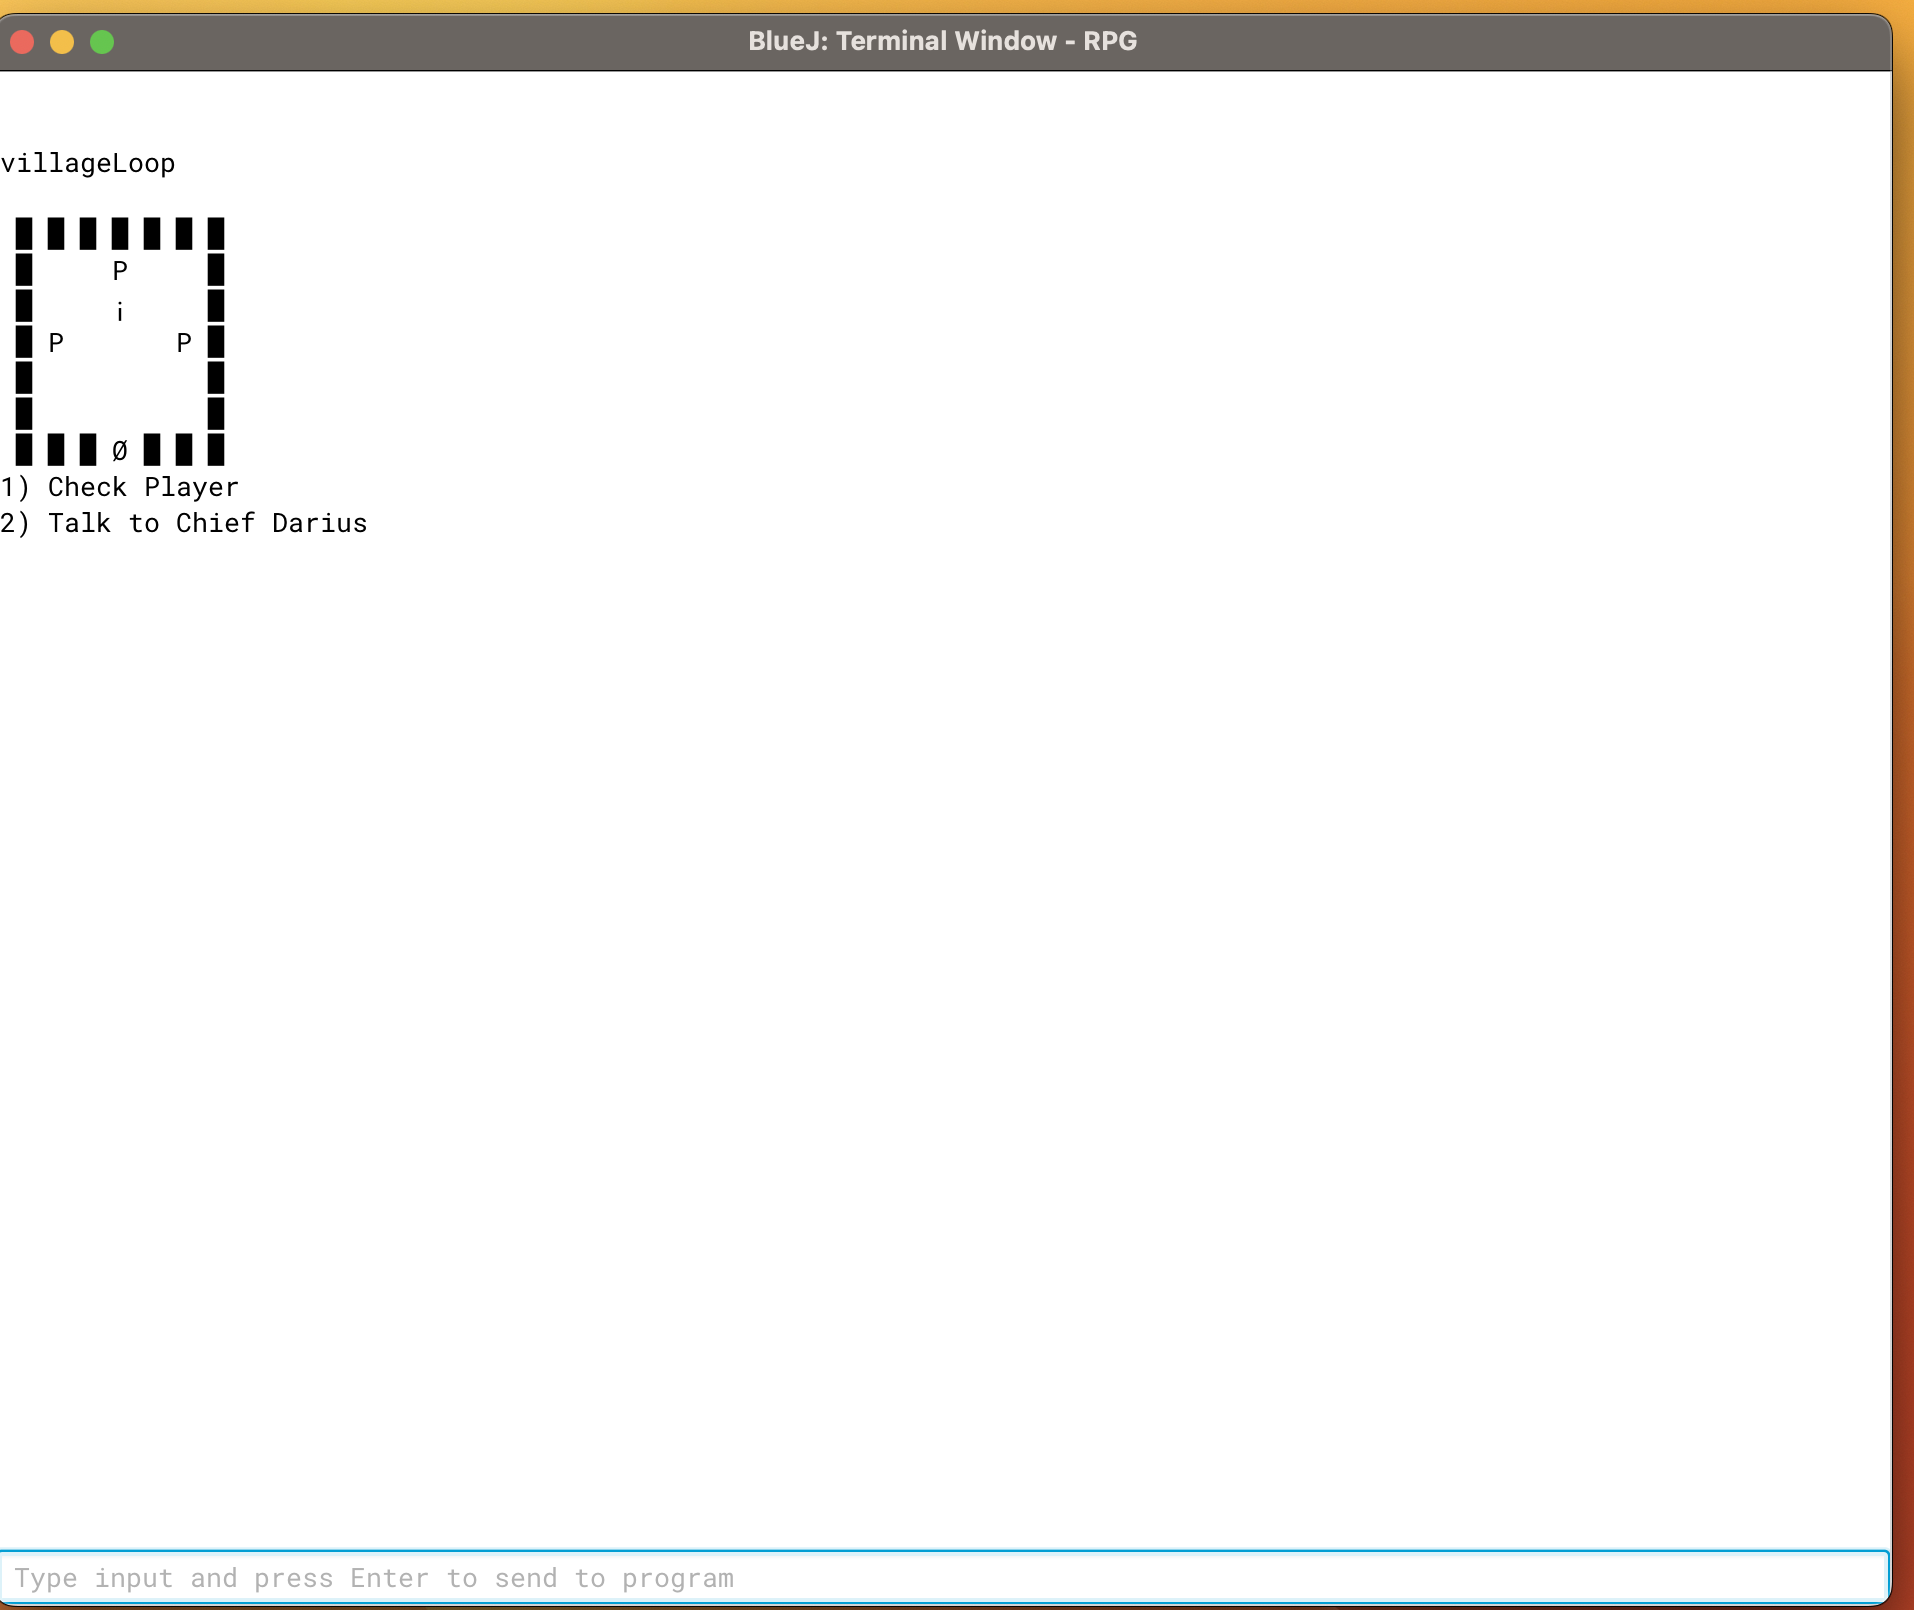 BlueJ: Terminal Window - RPG
villageLoop
█ █ █ █ █ █ █
█     P     █
█     i     █
█ P       P █
█           █
█           █
█ █ █ Ø █ █ █
1) Check Player
2) Talk to Chief Darius
Type input and press Enter to send to program